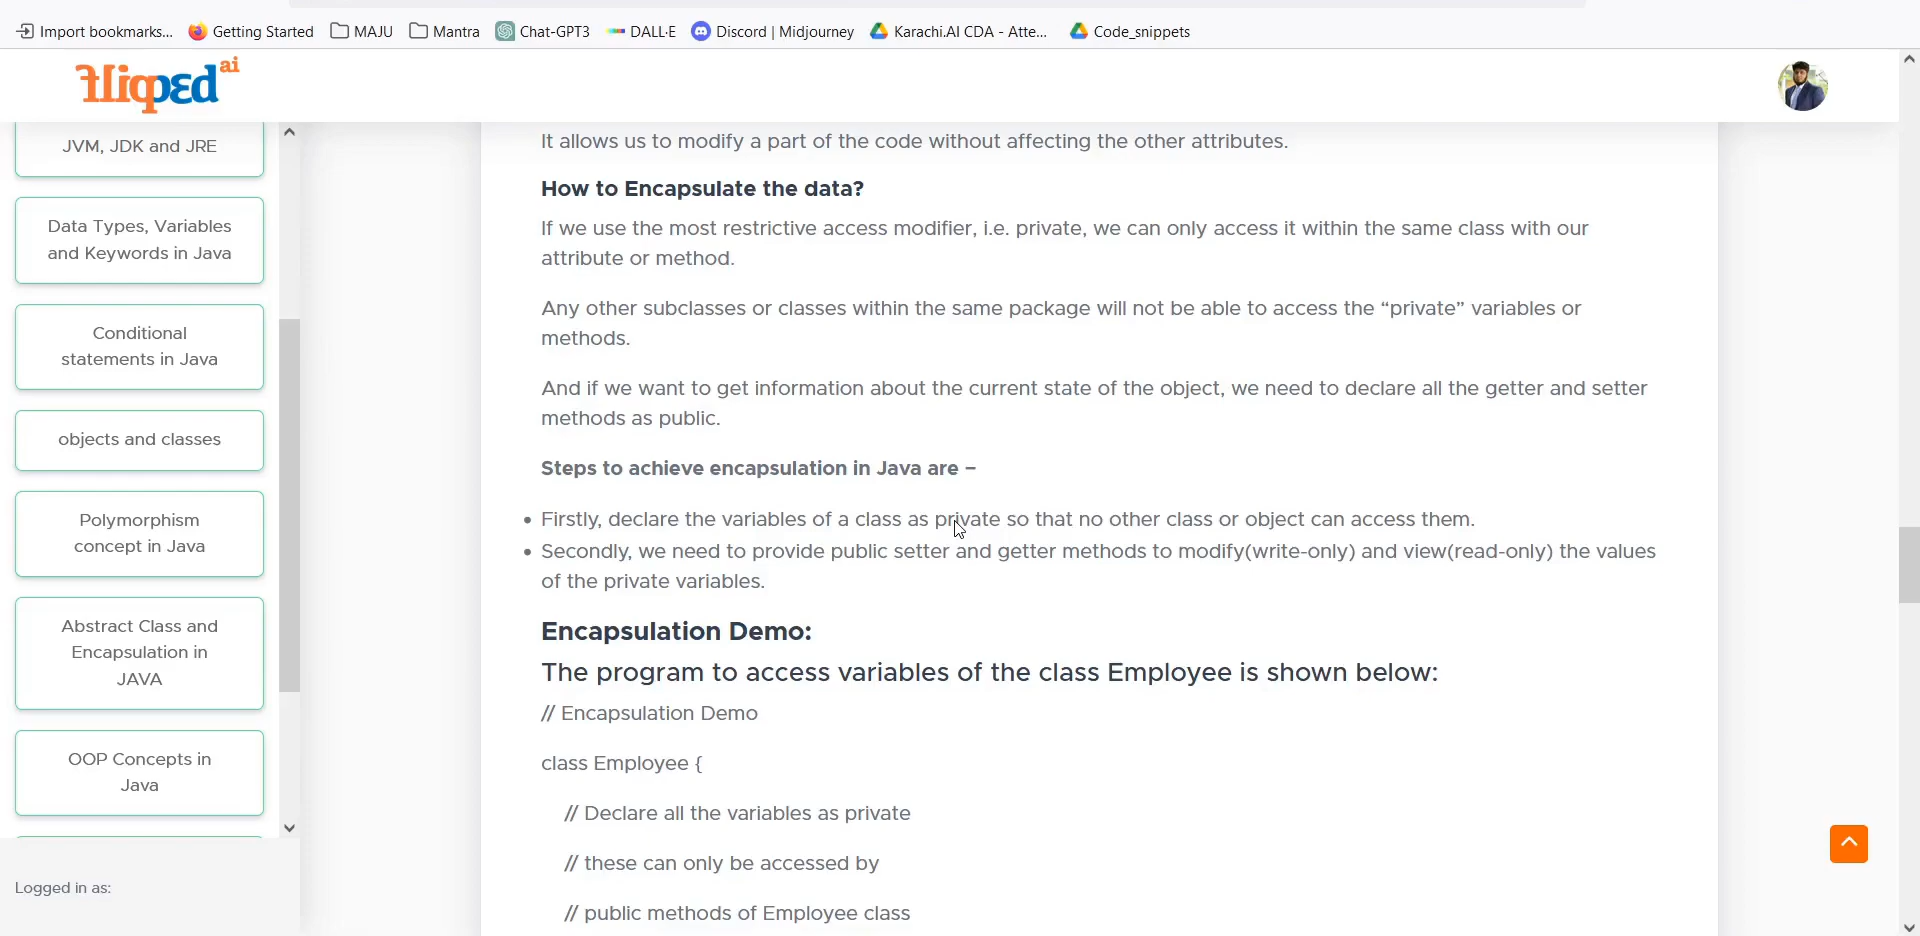 Import bookmarks...
Getting Started
MAJU
Mantra
Chat-GPT3
DALL·E
Discord | Midjourney
Karachi.AI CDA - Atte...
Code_snippets
flipped ai
JVM, JDK and JRE
Data Types, Variables
and Keywords in Java
Conditional
statements in Java
objects and classes
Polymorphism
concept in Java
Abstract Class and
Encapsulation in
JAVA
OOP Concepts in
Java
Logged in as:
It allows us to modify a part of the code without affecting the other attributes.
How to Encapsulate the data?
If we use the most restrictive access modifier, i.e. private, we can only access it within the same class with our
attribute or method.
Any other subclasses or classes within the same package will not be able to access the “private” variables or
methods.
And if we want to get information about the current state of the object, we need to declare all the getter and setter
methods as public.
Steps to achieve encapsulation in Java are –
• Firstly, declare the variables of a class as private so that no other class or object can access them.
• Secondly, we need to provide public setter and getter methods to modify(write-only) and view(read-only) the values
of the private variables.
Encapsulation Demo:
The program to access variables of the class Employee is shown below:
// Encapsulation Demo
class Employee {
// Declare all the variables as private
// these can only be accessed by
// public methods of Employee class